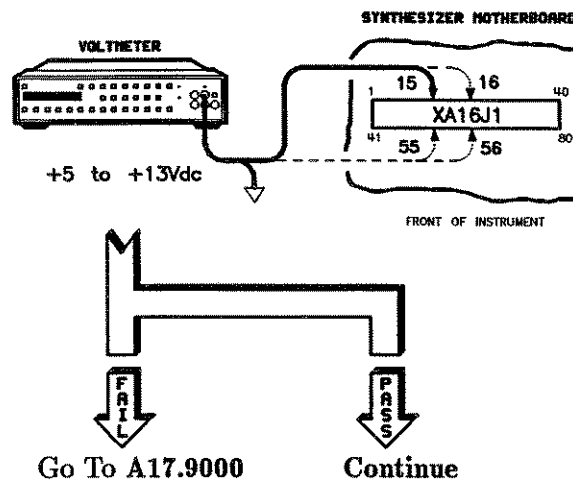 SYNTHESIZER MOTHERBOARD
VOLTMETER
15
16
1
40
XA16J1
41
80
55
56
+5 to +13Vdc
FRONT OF INSTRUMENT
FAIL
PASS
Go To A17.9000
Continue